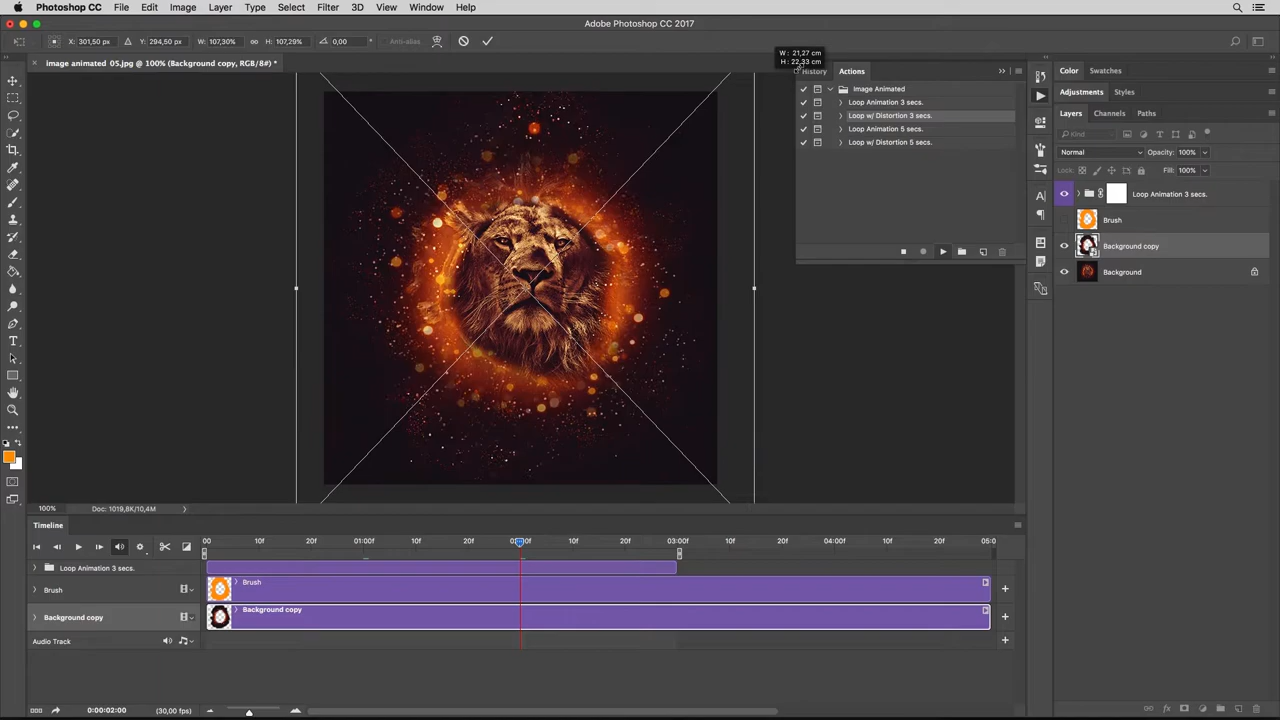 Photoshop CC File Edit Image Layer Type Select Filter 3D View Window Help
Adobe Photoshop CC 2017
X: 301,50 px Y: 294,50 px W: 107,30% H: 107,29% 0,00 Anti-alias
W: 21,27 cm
H: 22,33 cm
image animated 05.jpg @ 100% (Background copy, RGB/8#) *
History Actions
Image Animated
Loop Animation 3 secs.
Loop w/ Distortion 3 secs.
Loop Animation 5 secs.
Loop w/ Distortion 5 secs.
Color Swatches
Adjustments Styles
Layers Channels Paths
Kind
Normal Opacity: 100%
Lock: Fill: 100%
Loop Animation 3 secs.
Brush
Background copy
Background
100% Doc: 1019,8K/10,4M
Timeline
00 10f 20f 01:00f 10f 20f 02:00f 10f 20f 03:00f 10f 20f 04:00f 10f 20f 05:0
Loop Animation 3 secs.
Brush Brush
Background copy Background copy
Audio Track
0:00:02:00 (30,00 fps)